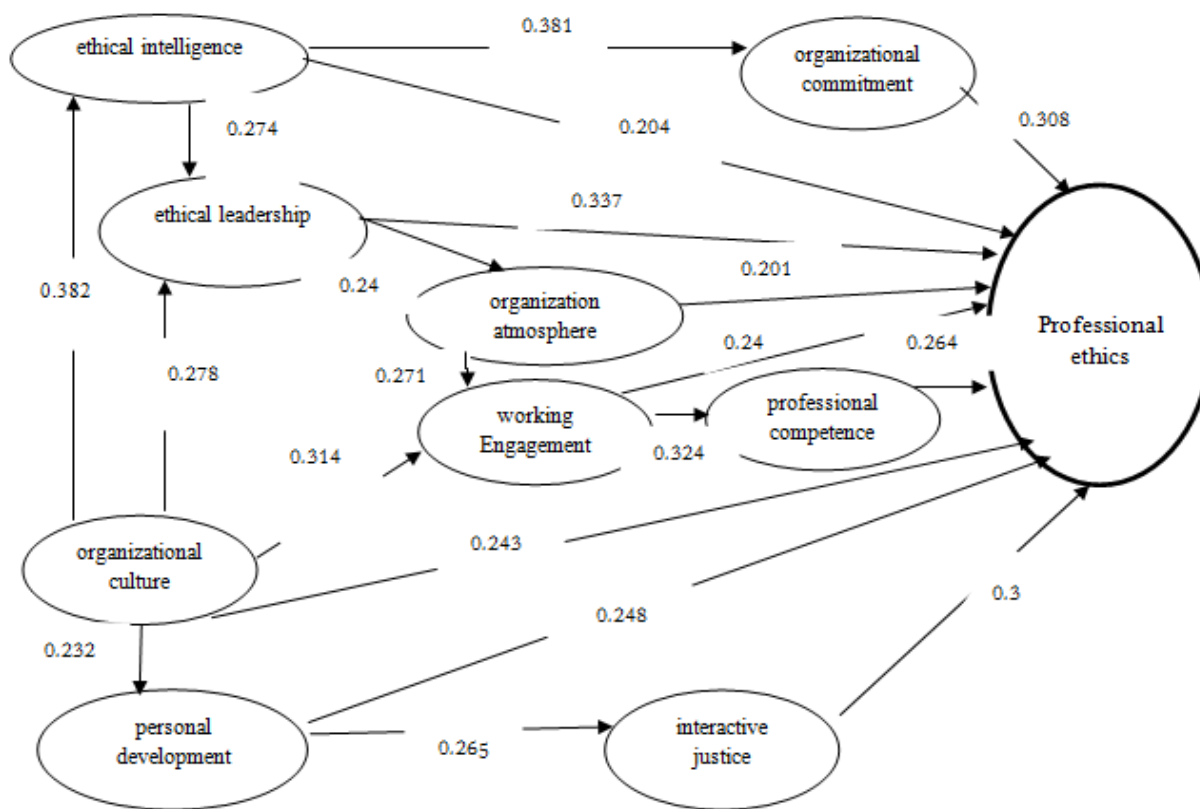 ethical intelligence
0.381
organizational
commitment
0.274
0.204
0.308
ethical leadership
0.337
0.382
0.24
0.201
organization
atmosphere
Professional
ethics
0.278
0.271
0.24
0.264
working
Engagement
professional
competence
0.314
0.324
organizational
culture
0.243
0.232
0.248
0.3
personal
development
0.265
interactive
justice